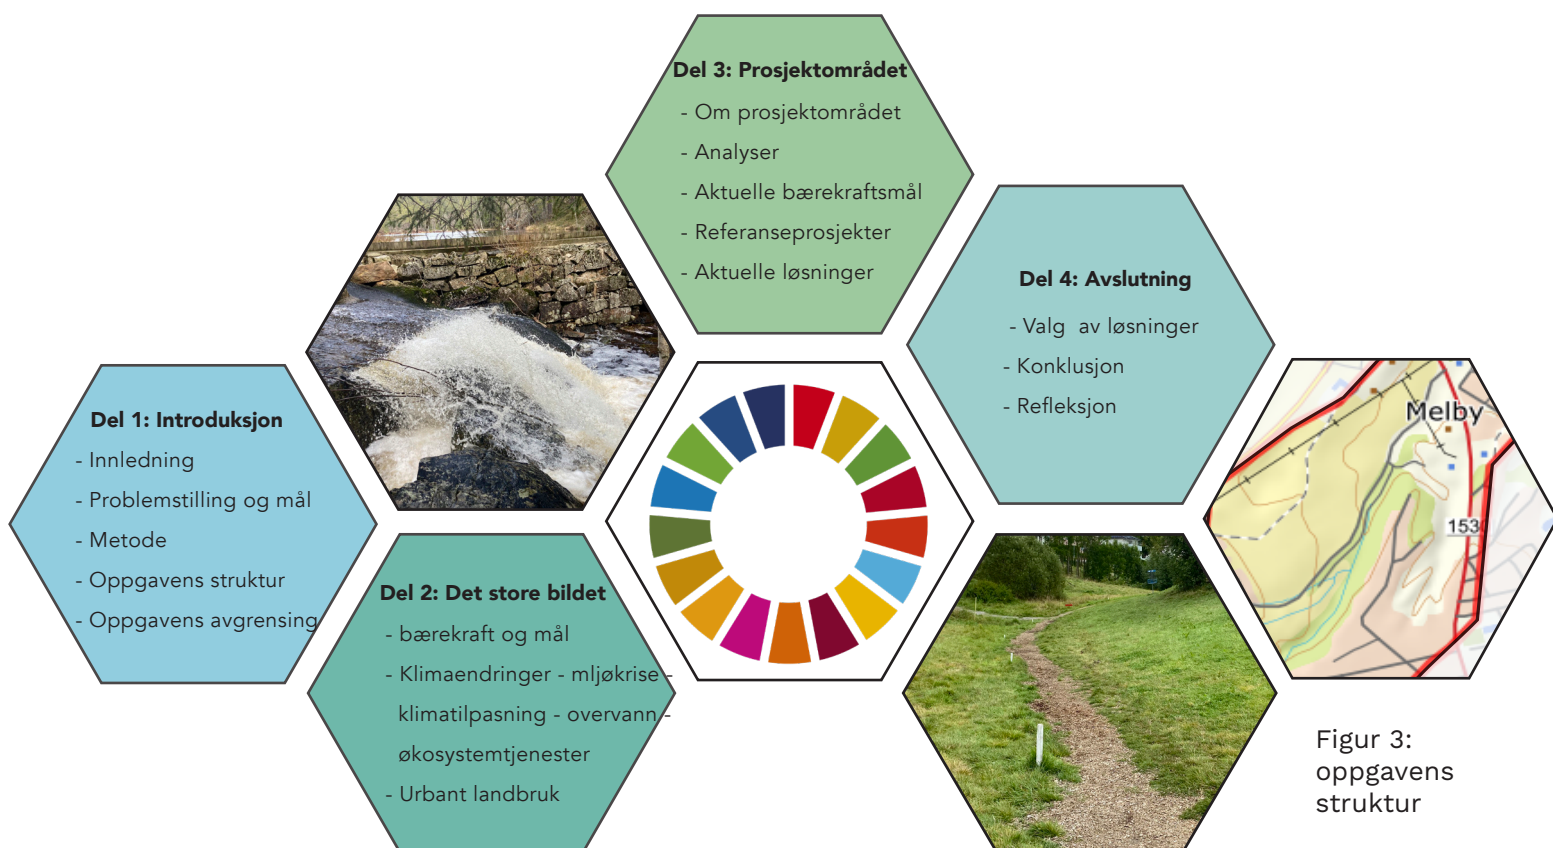 Del 1: Introduksjon
- Innledning
- Problemstilling og mål
- Metode
- Oppgavens struktur
- Oppgavens avgrensing
Del 2: Det store bildet
- bærekraft og mål
- Klimaendringer - mljøkrise -
klimatilpasning - overvann -
økosystemtjenester
- Urbant landbruk
Del 3: Prosjektområdet
- Om prosjektområdet
- Analyser
- Aktuelle bærekraftsmål
- Referanseprosjekter
- Aktuelle løsninger
Del 4: Avslutning
- Valg  av løsninger
- Konklusjon
- Refleksjon
Melby
153
Figur 3:
oppgavens
struktur